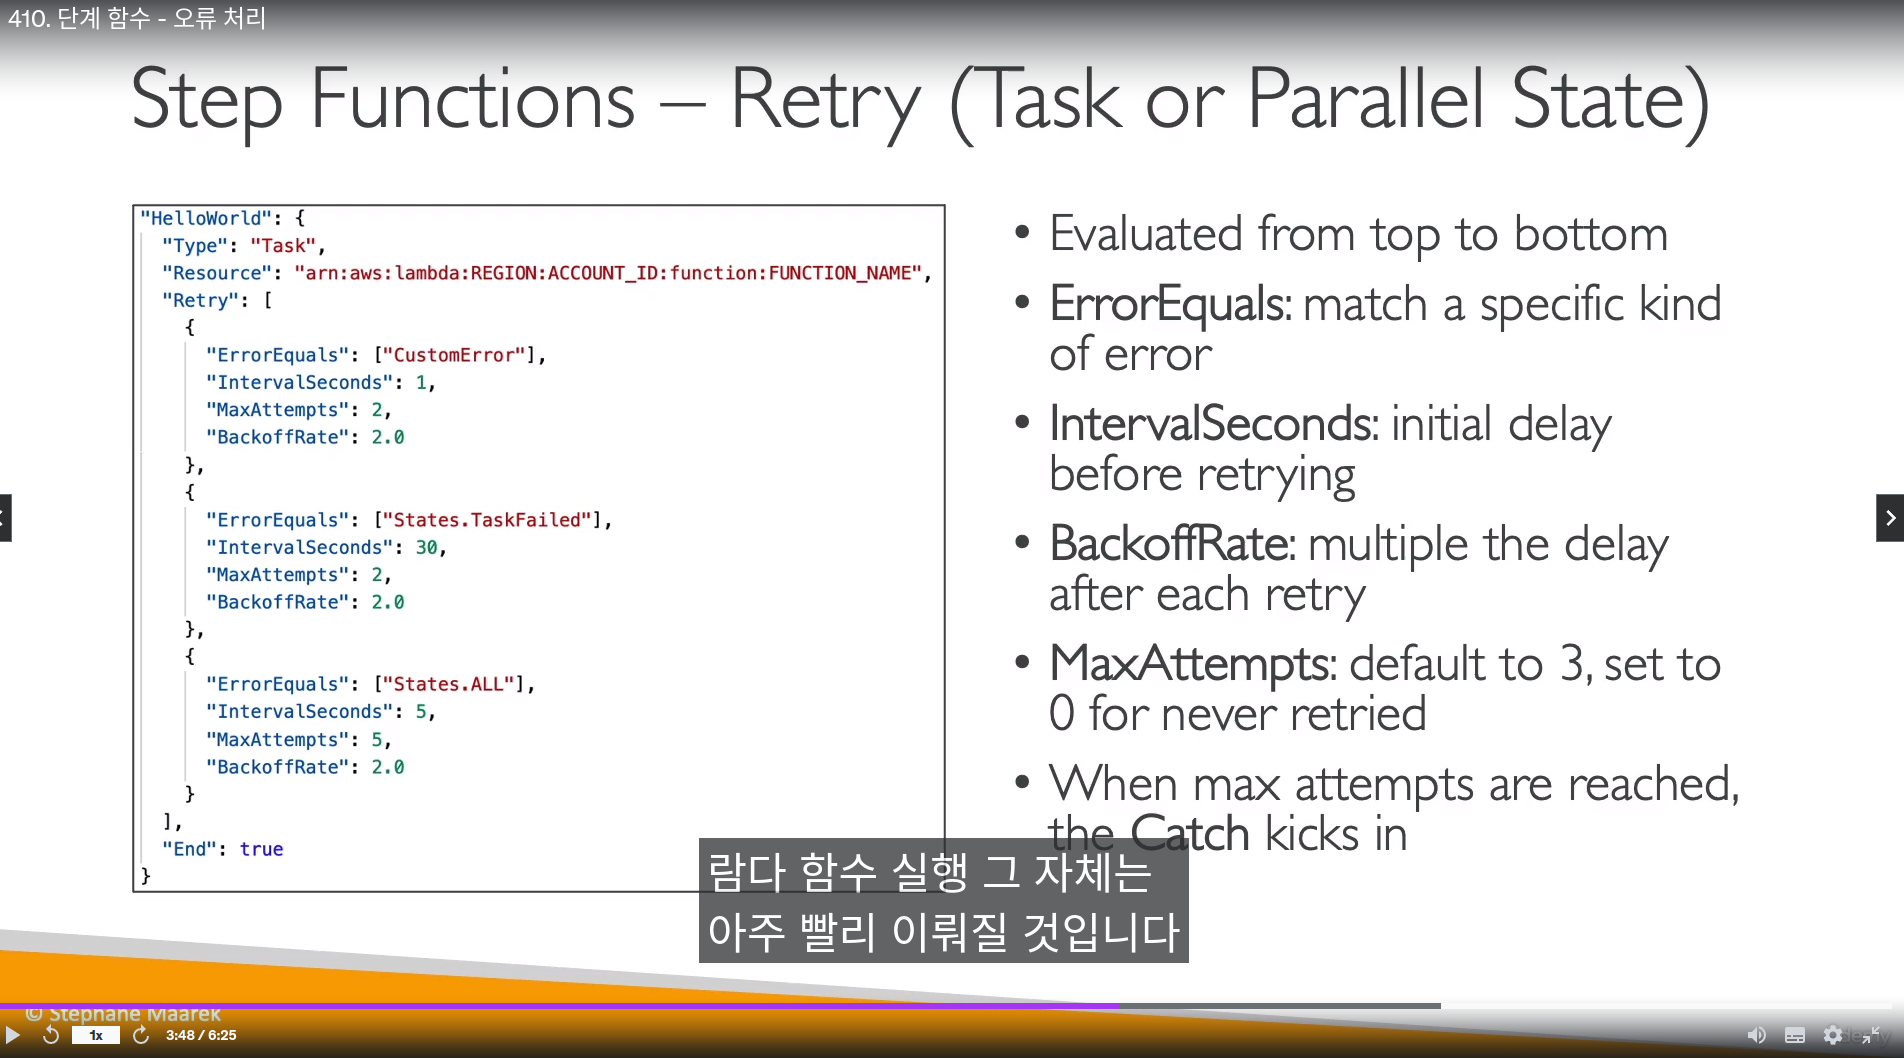 410. 단계 함수 - 오류 처리
Step Functions – Retry (Task or Parallel State)
"HelloWorld": {
"Type": "Task",
"Resource": "arn:aws:lambda:REGION:ACCOUNT_ID:function:FUNCTION_NAME",
"Retry": [
{
"ErrorEquals": ["CustomError"],
"IntervalSeconds": 1,
"MaxAttempts": 2,
"BackoffRate": 2.0
},
{
"ErrorEquals": ["States.TaskFailed"],
"IntervalSeconds": 30,
"MaxAttempts": 2,
"BackoffRate": 2.0
},
{
"ErrorEquals": ["States.ALL"],
"IntervalSeconds": 5,
"MaxAttempts": 5,
"BackoffRate": 2.0
}
],
"End": true
}
• Evaluated from top to bottom
• ErrorEquals: match a specific kind
of error
• IntervalSeconds: initial delay
before retrying
• BackoffRate: multiple the delay
after each retry
• MaxAttempts: default to 3, set to
0 for never retried
• When max attempts are reached,
the Catch kicks in
람다 함수 실행 그 자체는
아주 빨리 이뤄질 것입니다
© Stephane Maarek
1x
3:48 / 6:25